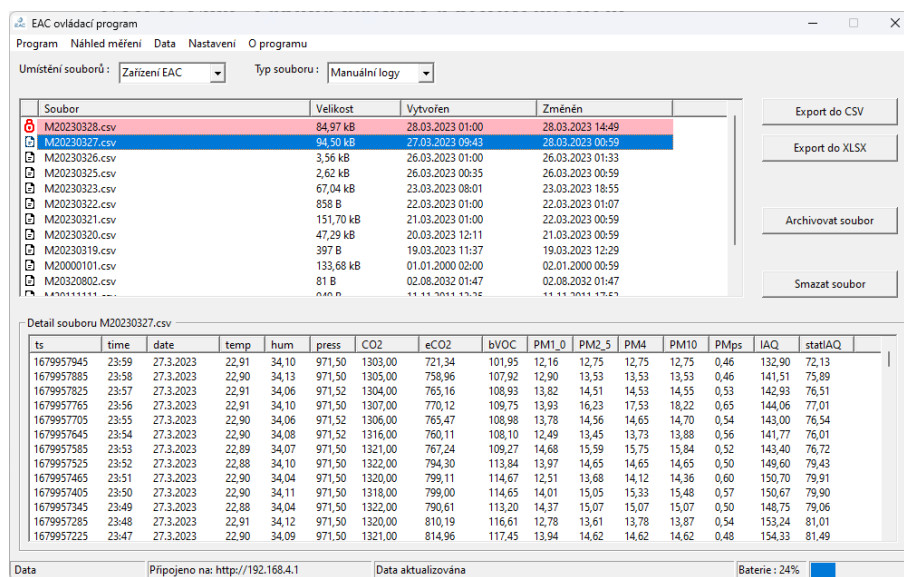 EAC ovládací program
Program Náhled měření Data Nastavení O programu
Umístění souborů : Zařízení EAC Typ souboru : Manuální logy
Soubor Velikost Vytvořen Změněn
M20230328.csv 84,97 kB 28.03.2023 01:00 28.03.2023 14:49
M20230327.csv 94,50 kB 27.03.2023 09:43 28.03.2023 00:59
M20230326.csv 3,56 kB 26.03.2023 01:00 26.03.2023 01:33
M20230325.csv 2,62 kB 26.03.2023 00:35 26.03.2023 00:59
M20230323.csv 67,04 kB 23.03.2023 08:01 23.03.2023 18:55
M20230322.csv 858 B 22.03.2023 01:00 22.03.2023 01:07
M20230321.csv 151,70 kB 21.03.2023 01:00 22.03.2023 00:59
M20230320.csv 47,29 kB 20.03.2023 12:11 21.03.2023 00:59
M20230319.csv 397 B 19.03.2023 11:37 19.03.2023 12:29
M20000101.csv 133,68 kB 01.01.2000 02:00 02.01.2000 00:59
M20320802.csv 81 B 02.08.2032 01:47 02.08.2032 01:47
Export do CSV
Export do XLSX
Archivovat soubor
Smazat soubor
Detail souboru M20230327.csv
ts time date temp hum press CO2 eCO2 bVOC PM1_0 PM2_5 PM4 PM10 PMps IAQ statIAQ
1679957945 23:59 27.3.2023 22,91 34,10 971,50 1303,00 721,34 101,95 12,16 12,75 12,75 12,75 0,46 132,90 72,13
1679957885 23:58 27.3.2023 22,90 34,13 971,50 1305,00 758,96 107,92 12,90 13,53 13,53 13,53 0,46 141,51 75,89
1679957825 23:57 27.3.2023 22,91 34,06 971,52 1304,00 765,16 108,93 13,82 14,51 14,53 14,55 0,53 142,93 76,51
1679957765 23:56 27.3.2023 22,91 34,10 971,50 1307,00 770,12 109,75 13,93 16,23 17,53 18,22 0,65 144,06 77,01
1679957705 23:55 27.3.2023 22,90 34,06 971,52 1306,00 765,47 108,98 13,78 14,56 14,65 14,70 0,54 143,00 76,54
1679957645 23:54 27.3.2023 22,90 34,08 971,52 1316,00 760,11 108,10 12,49 13,45 13,73 13,88 0,56 141,77 76,01
1679957585 23:53 27.3.2023 22,89 34,07 971,50 1321,00 767,24 109,27 14,68 15,59 15,75 15,84 0,52 143,40 76,72
1679957525 23:52 27.3.2023 22,88 34,10 971,50 1322,00 794,30 113,84 13,97 14,65 14,65 14,65 0,50 149,60 79,43
1679957465 23:51 27.3.2023 22,90 34,04 971,50 1320,00 799,11 114,67 12,51 13,68 14,12 14,36 0,60 150,70 79,91
1679957405 23:50 27.3.2023 22,90 34,11 971,50 1318,00 799,00 114,65 14,01 15,05 15,33 15,48 0,57 150,67 79,90
1679957345 23:49 27.3.2023 22,88 34,04 971,50 1322,00 790,61 113,20 14,37 15,07 15,07 15,07 0,50 148,75 79,06
1679957285 23:48 27.3.2023 22,91 34,12 971,50 1320,00 810,19 116,61 12,78 13,61 13,78 13,87 0,54 153,24 81,01
1679957225 23:47 27.3.2023 22,90 34,09 971,50 1321,00 814,96 117,45 13,94 14,62 14,62 14,62 0,48 154,33 81,49
Data Připojeno na: http://192.168.4.1 Data aktualizována Baterie : 24%